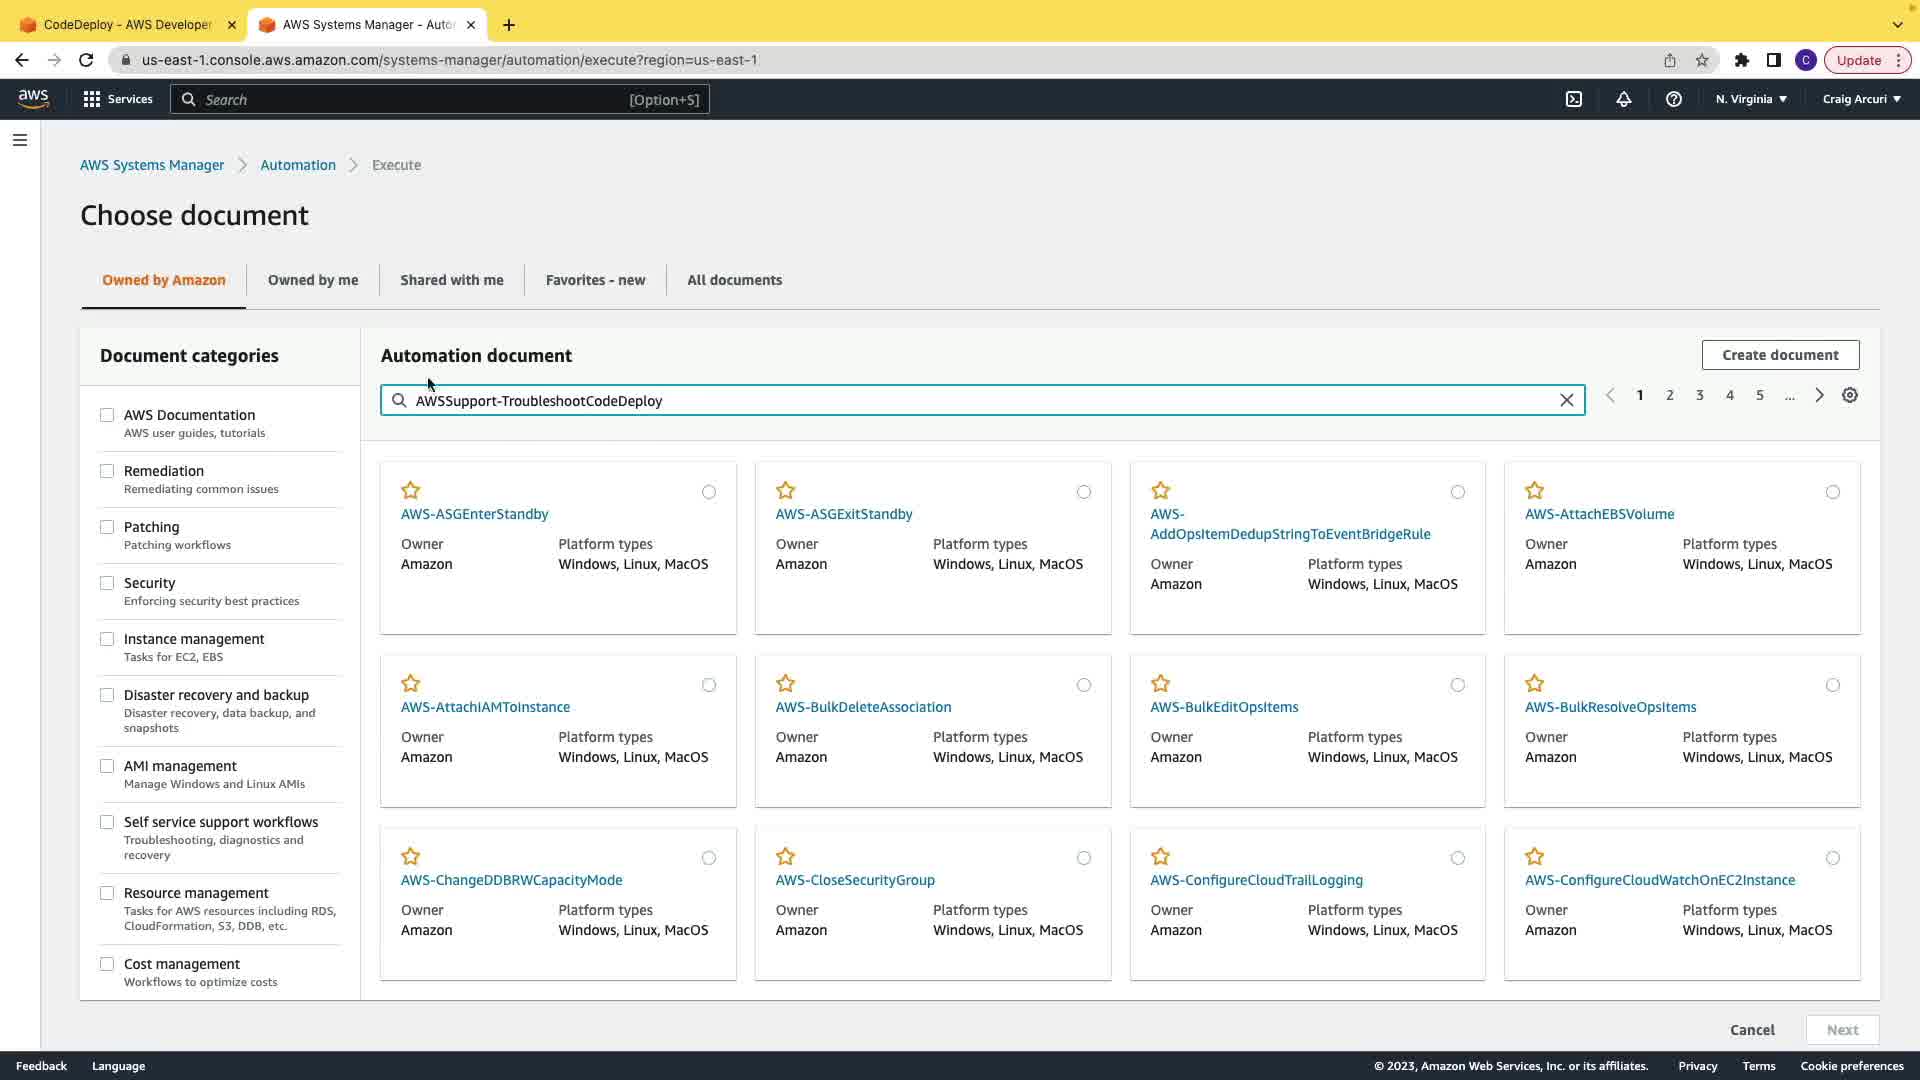 CodeDeploy - AWS Developer
AWS Systems Manager - Auto
us-east-1.console.aws.amazon.com/systems-manager/automation/execute?region=us-east-1
C
Update
aws
Services
Search
[Option+S]
N. Virginia
Craig Arcuri
AWS Systems Manager
Automation
Execute
Choose document
Owned by Amazon
Owned by me
Shared with me
Favorites - new
All documents
Document categories
AWS Documentation
AWS user guides, tutorials
Remediation
Remediating common issues
Patching
Patching workflows
Security
Enforcing security best practices
Instance management
Tasks for EC2, EBS
Disaster recovery and backup
Disaster recovery, data backup, and
snapshots
AMI management
Manage Windows and Linux AMIs
Self service support workflows
Troubleshooting, diagnostics and
recovery
Resource management
Tasks for AWS resources including RDS,
CloudFormation, S3, DDB, etc.
Cost management
Workflows to optimize costs
Automation document
Create document
AWSSupport-TroubleshootCodeDeploy
1 2 3 4 5 ...
AWS-ASGEnterStandby
Owner Platform types
Amazon Windows, Linux, MacOS
AWS-ASGExitStandby
Owner Platform types
Amazon Windows, Linux, MacOS
AWS-
AddOpsItemDedupStringToEventBridgeRule
Owner Platform types
Amazon Windows, Linux, MacOS
AWS-AttachEBSVolume
Owner Platform types
Amazon Windows, Linux, MacOS
AWS-AttachIAMToInstance
Owner Platform types
Amazon Windows, Linux, MacOS
AWS-BulkDeleteAssociation
Owner Platform types
Amazon Windows, Linux, MacOS
AWS-BulkEditOpsItems
Owner Platform types
Amazon Windows, Linux, MacOS
AWS-BulkResolveOpsItems
Owner Platform types
Amazon Windows, Linux, MacOS
AWS-ChangeDDBRWCapacityMode
Owner Platform types
Amazon Windows, Linux, MacOS
AWS-CloseSecurityGroup
Owner Platform types
Amazon Windows, Linux, MacOS
AWS-ConfigureCloudTrailLogging
Owner Platform types
Amazon Windows, Linux, MacOS
AWS-ConfigureCloudWatchOnEC2Instance
Owner Platform types
Amazon Windows, Linux, MacOS
Cancel
Next
Feedback
Language
© 2023, Amazon Web Services, Inc. or its affiliates.
Privacy
Terms
Cookie preferences